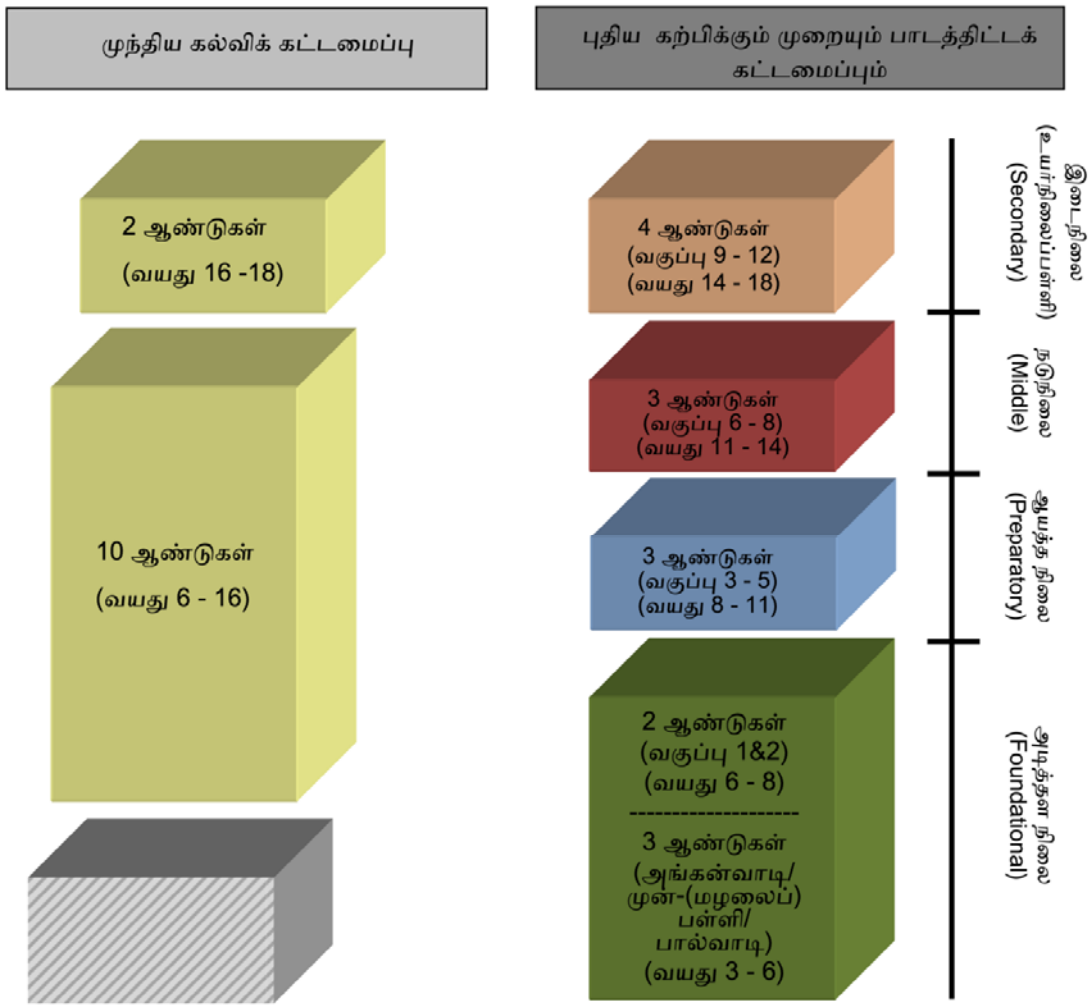 முந்திய கல்விக் கட்டமைப்பு
புதிய கற்பிக்கும் முறையும் பாடத்திட்டக்
கட்டமைப்பும்
2 ஆண்டுகள்
(வயது 16 -18)
10 ஆண்டுகள்
(வயது 6 - 16)
4 ஆண்டுகள்
(வகுப்பு 9 - 12)
(வயது 14 - 18)
இடைநிலை
(உயர்நிலைப்பள்ளி)
(Secondary)
3 ஆண்டுகள்
(வகுப்பு 6 - 8)
(வயது 11 - 14)
நடுநிலை
(Middle)
3 ஆண்டுகள்
(வகுப்பு 3 - 5)
(வயது 8 - 11)
ஆயத்த நிலை
(Preparatory)
2 ஆண்டுகள்
(வகுப்பு 1&2)
(வயது 6 - 8)
--------------------
3 ஆண்டுகள்
(அங்கன்வாடி/
முன்-(மழலைப்)
பள்ளி/
பால்வாடி)
(வயது 3 - 6)
அடித்தள நிலை
(Foundational)